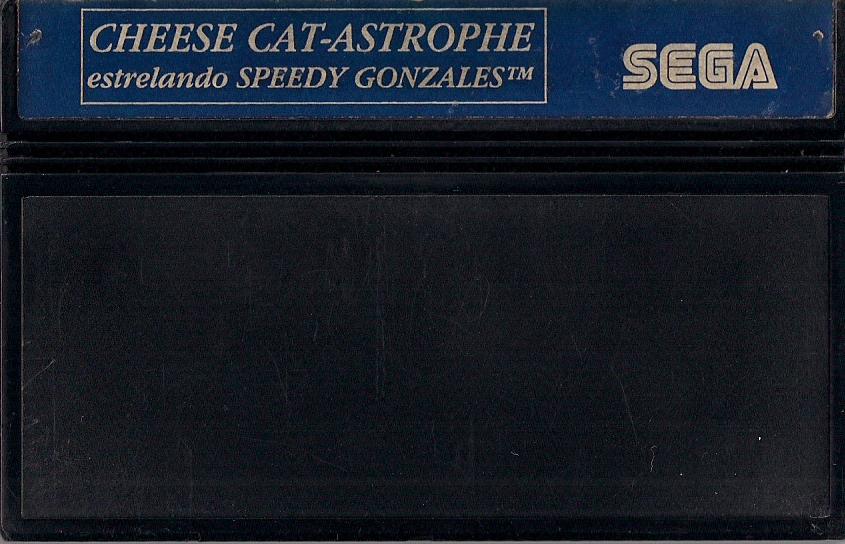 CHEESE CAT-ASTROPHE
estrelando SPEEDY GONZALES™
SEGA